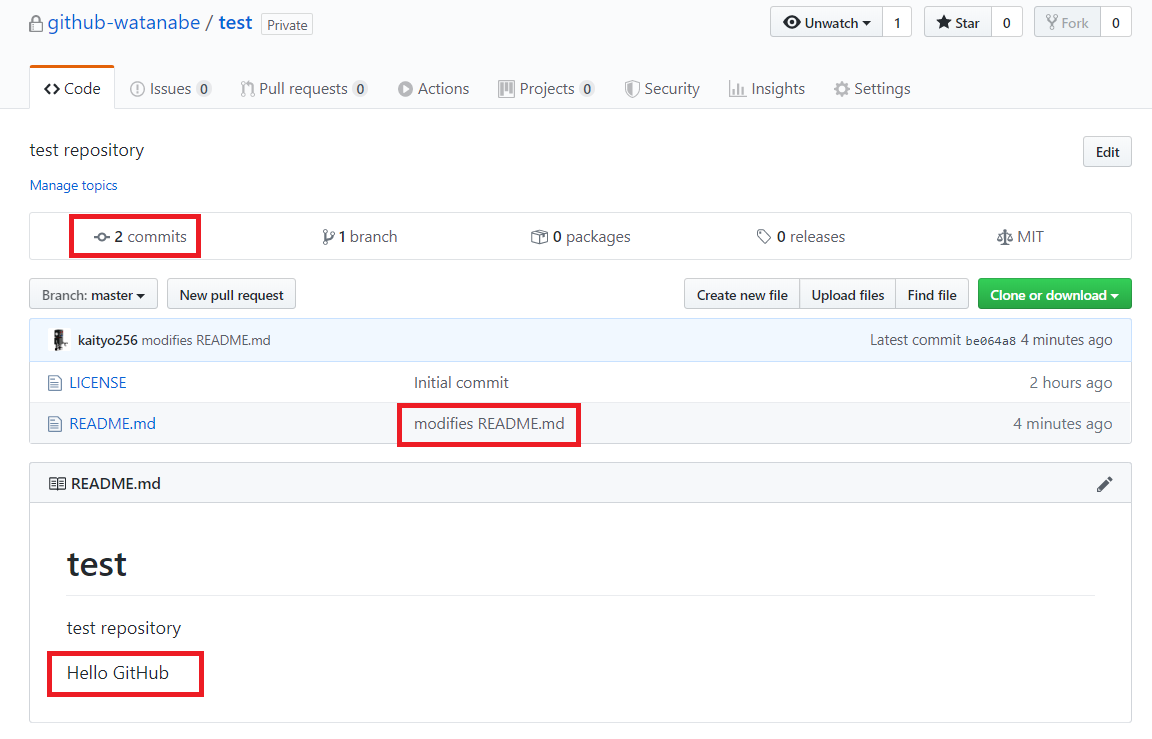 github-watanabe / test Private Unwatch 1 Star 0 Fork 0
Code Issues 0 Pull requests 0 Actions Projects 0 Security Insights Settings
test repository Edit
Manage topics
2 commits 1 branch 0 packages 0 releases MIT
Branch: master New pull request Create new file Upload files Find file Clone or download
kaityo256 modifies README.md Latest commit be064a8 4 minutes ago
LICENSE Initial commit 2 hours ago
README.md modifies README.md 4 minutes ago
README.md
test
test repository
Hello GitHub